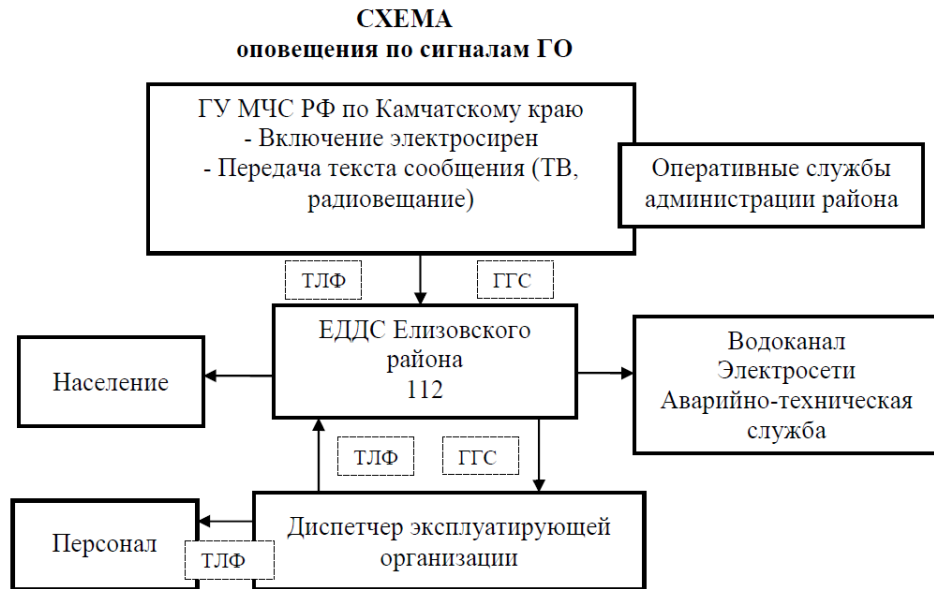 СХЕМА
оповещения по сигналам ГО
ГУ МЧС РФ по Камчатскому краю
- Включение электросирен
- Передача текста сообщения (ТВ,
радиовещание)
Оперативные службы
администрации района
ТЛФ
ГГС
ЕДДС Елизовского
района
112
Население
Водоканал
Электросети
Аварийно-техническая
служба
ТЛФ
ГГС
Диспетчер эксплуатирующей
организации
Персонал
ТЛФ